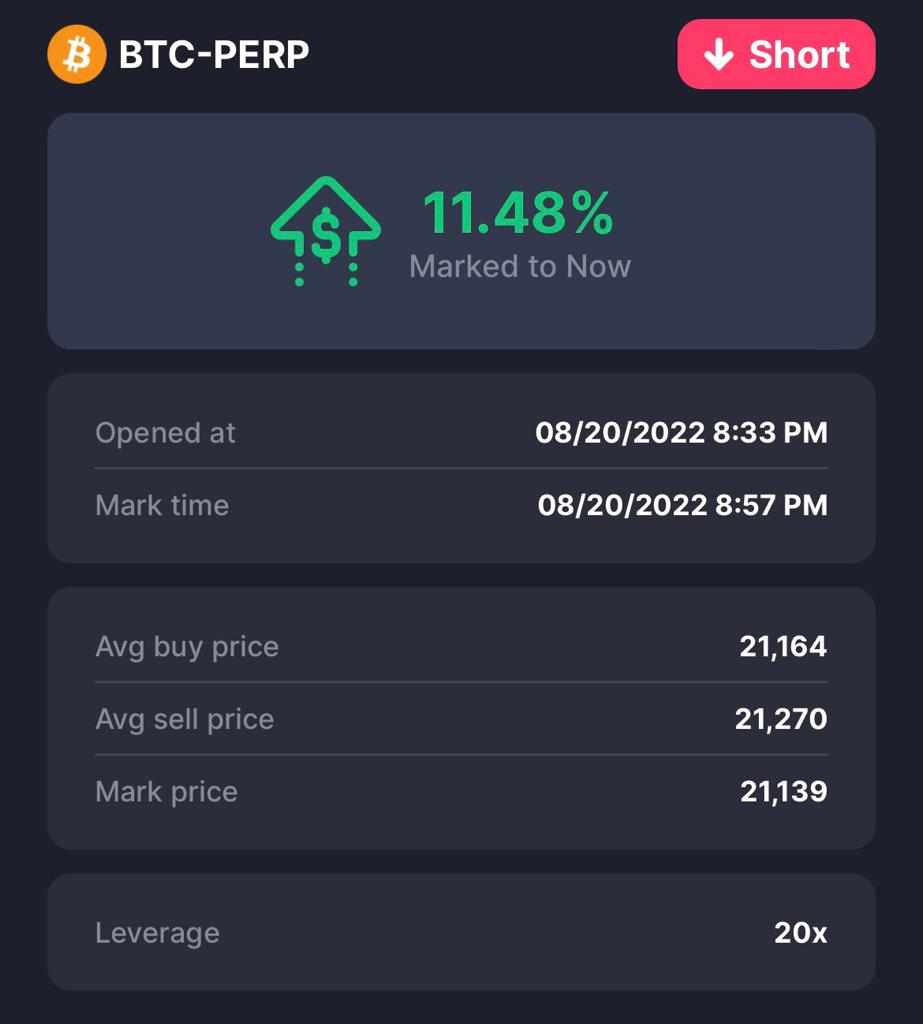 BTC-PERP
Short
11.48%
Marked to Now
Opened at 08/20/2022 8:33 PM
Mark time 08/20/2022 8:57 PM
Avg buy price 21,164
Avg sell price 21,270
Mark price 21,139
Leverage 20x